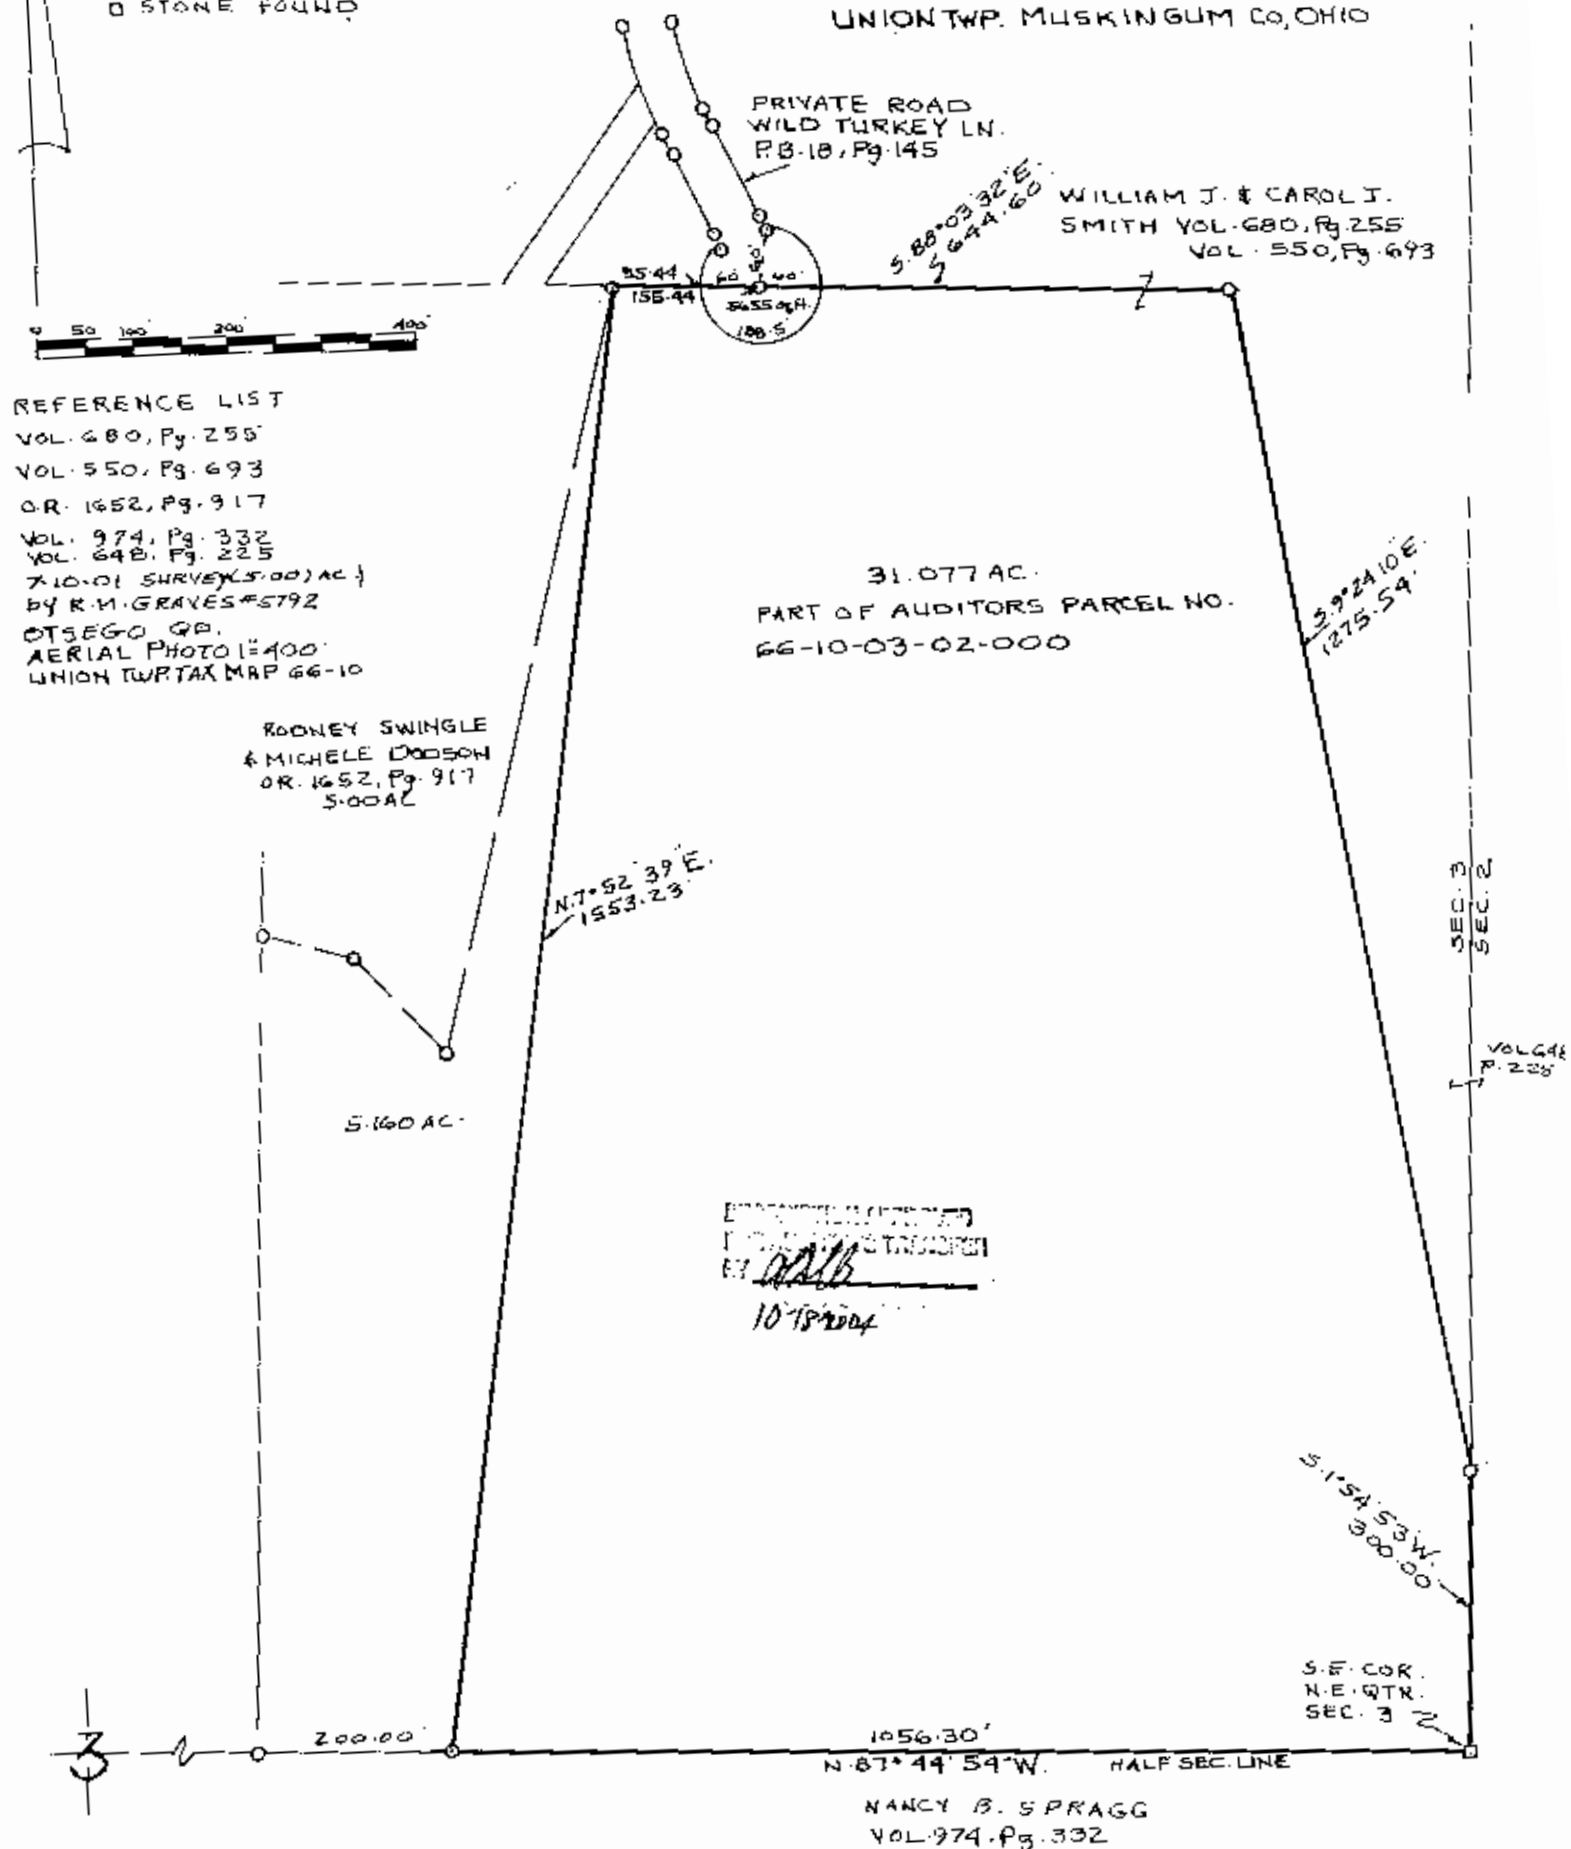 □ STONE FOUND
UNION TWP. MUSKINGUM CO, OHIO
PRIVATE ROAD
WILD TURKEY LN.
P.B.18, Pg.145
S.88°03'32"E.
644.60
WILLIAM J. & CAROL J.
SMITH VOL.680, Pg.255
VOL. 550, Pg.693
95.44
155.44
60'
60'
60'
5655 sq ft.
188.5'
0 50 100' 200' 400'
REFERENCE LIST
VOL. 680, Pg. 255
VOL. 550, Pg. 693
O.R. 1652, Pg. 917
VOL. 974, Pg. 332
VOL. 648, Pg. 225
7-10-01 SURVEY (5.00) AC.)
BY R.M. GRAVES #5792
OTSEGO QD.
AERIAL PHOTO 1"=400'
UNION TWP. TAX MAP 66-10
31.077 AC.
PART OF AUDITORS PARCEL NO.
66-10-03-02-000
S.9°24'10"E.
1275.54'
RODNEY SWINGLE
& MICHELE DODSON
OR. 1652, Pg. 917
5.00 AC
N.7°52'39"E.
1553.23'
SEC. 3
SEC. 2
VOL 648
P. 225
5.160 AC.
BY
10-18-2004
S.1°54'53"W.
300.00
S.E. COR.
N.E. QTR.
SEC. 3
3
200.00'
1056.30'
N.87°44'54"W. HALF SEC. LINE
NANCY B. SPRAGG
VOL.974, Pg.332